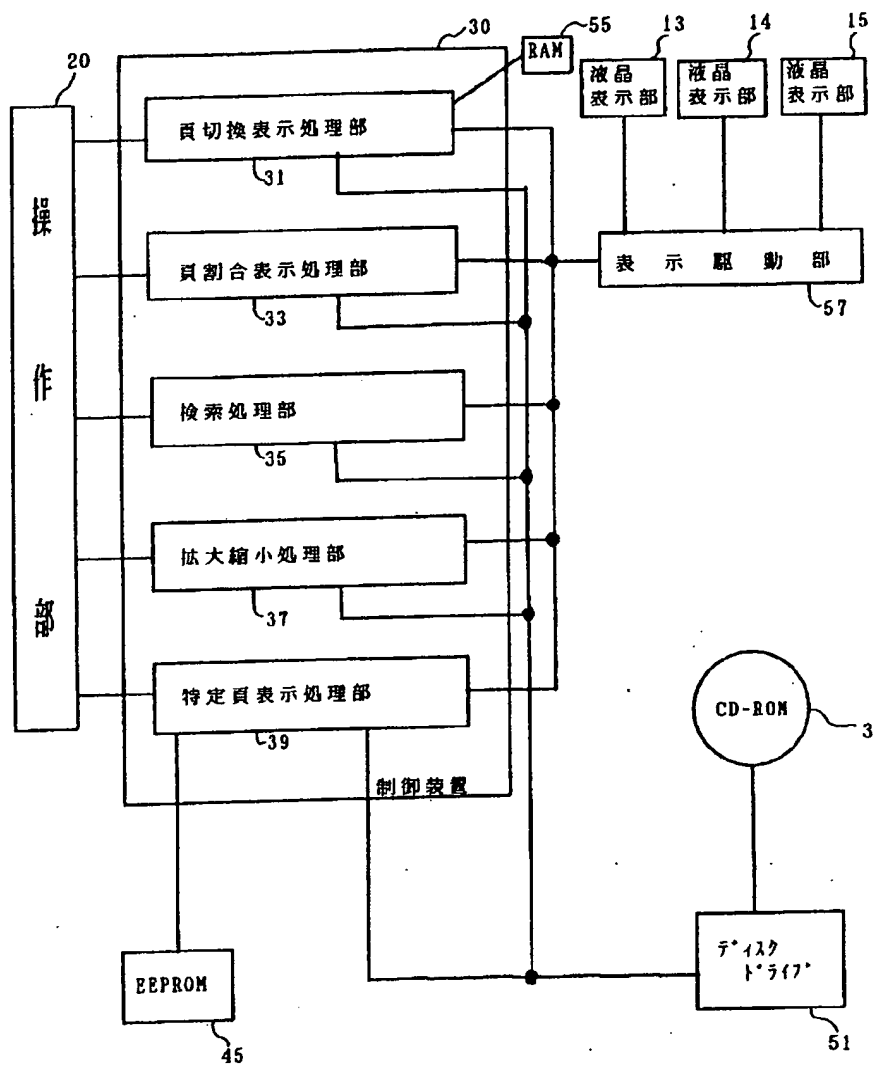 30
55
RAM
13
14
15
液晶
表示部
液晶
表示部
液晶
表示部
20
操作部
頁切換表示処理部
31
頁割合表示処理部
33
表示駆動部
57
検索処理部
35
拡大縮小処理部
37
特定頁表示処理部
39
制御装置
CD-ROM
3
EEPROM
45
ディスク
ドライブ
51